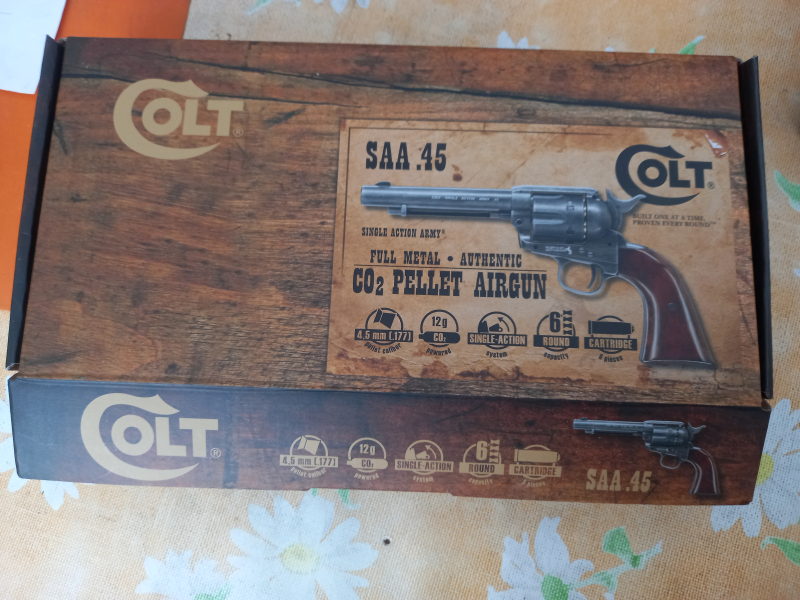 COLT®
SAA .45
COLT®
BUILT ONE AT A TIME.
PROVEN EVERY ROUND™
SINGLE ACTION ARMY®
FULL METAL • AUTHENTIC
CO2 PELLET AIRGUN
4.5 mm (.177)
pellet caliber
12g
CO2
powered
SINGLE-ACTION
system
6
ROUND
capacity
CARTRIDGE
6 pieces
COLT®
4.5 mm (.177)
pellet caliber
12g
CO2
powered
SINGLE-ACTION
system
6
ROUND
capacity
CARTRIDGE
pieces
SAA .45